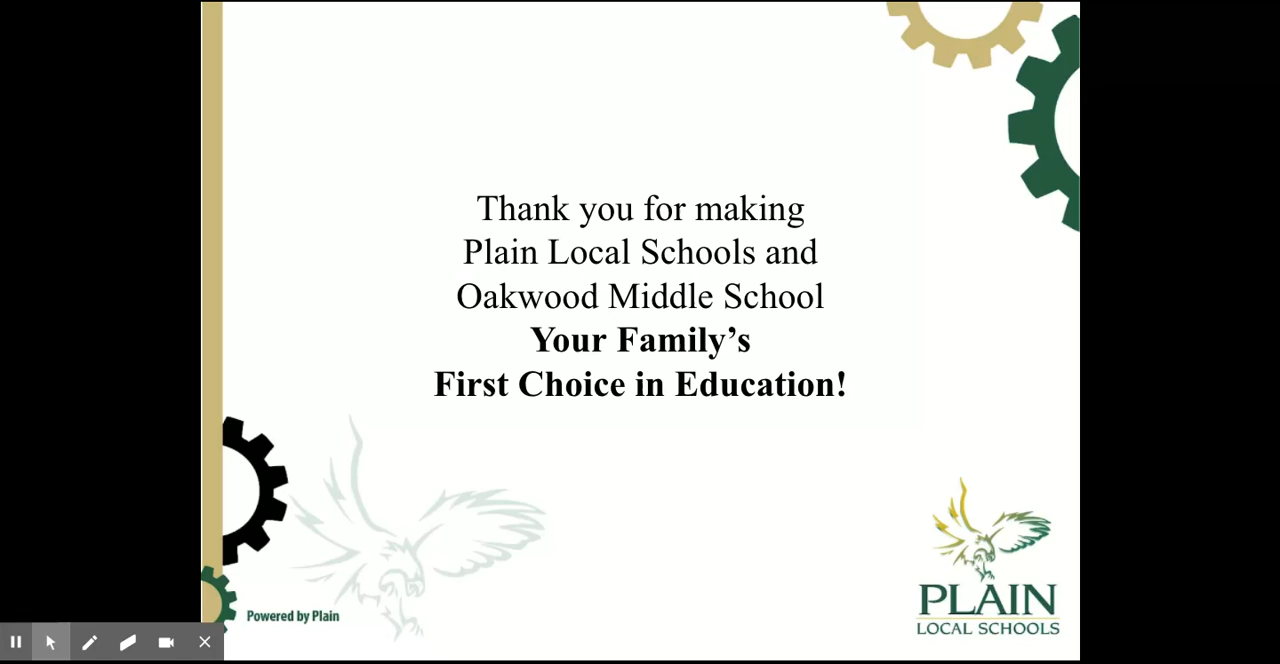 Thank you for making
Plain Local Schools and
Oakwood Middle School
Your Family’s
First Choice in Education!
Powered by Plain
PLAIN
LOCAL SCHOOLS